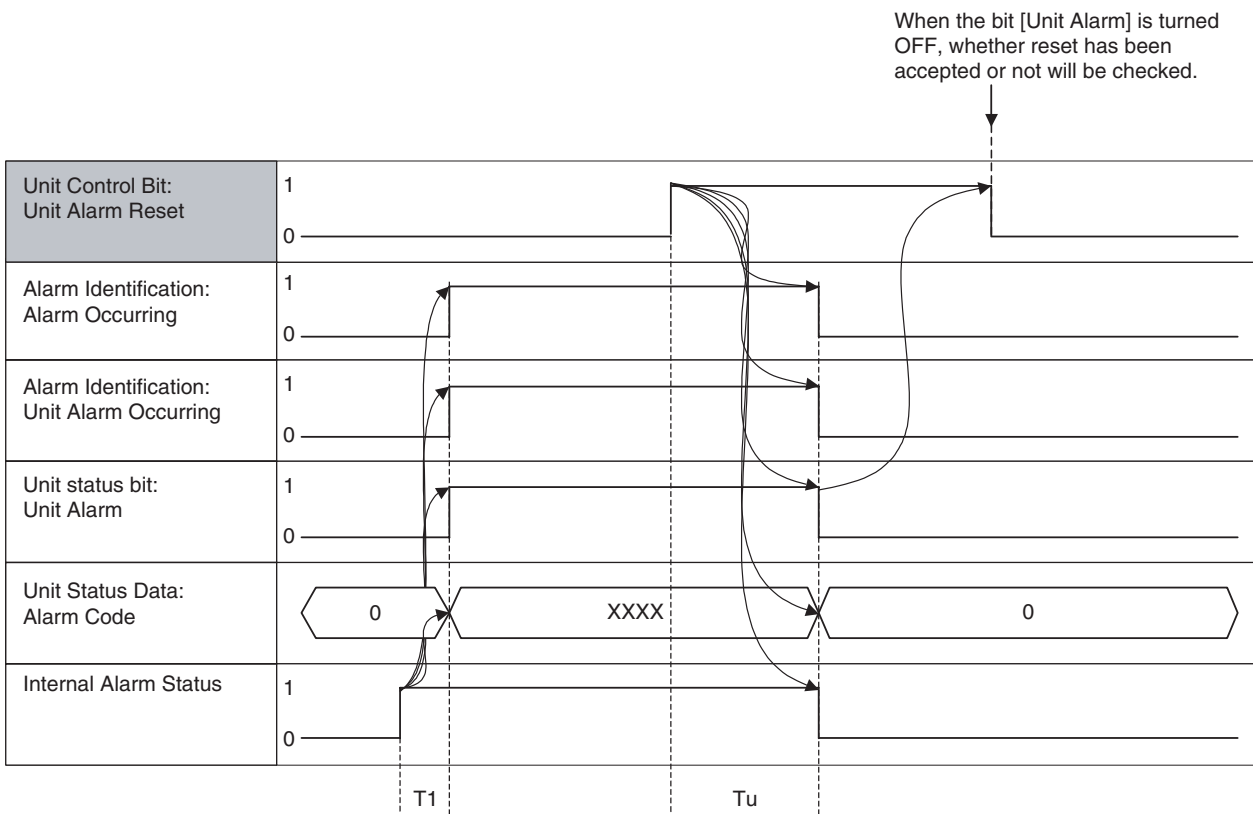 When the bit [Unit Alarm] is turned
OFF, whether reset has been
accepted or not will be checked.
Unit Control Bit:
Unit Alarm Reset
1
0
Alarm Identification:
Alarm Occurring
1
0
Alarm Identification:
Unit Alarm Occurring
1
0
Unit status bit:
Unit Alarm
1
0
Unit Status Data:
Alarm Code
0 XXXX 0
Internal Alarm Status
1
0
T1 Tu